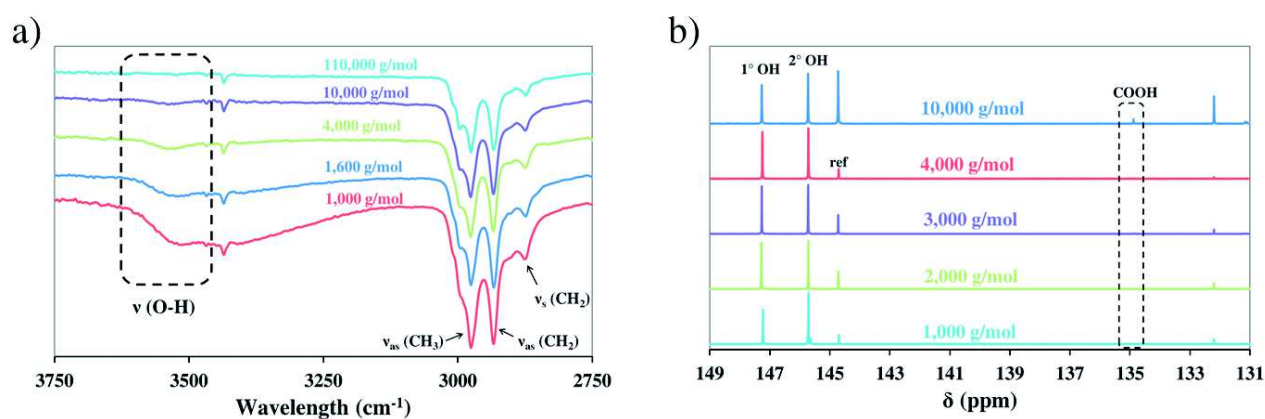 a)
110,000 g/mol
10,000 g/mol
4,000 g/mol
1,600 g/mol
1,000 g/mol
ν (O-H)
νs (CH2)
νas (CH3)
νas (CH2)
3750 3500 3250 3000 2750
Wavelength (cm-1)
b)
1° OH
2° OH
COOH
10,000 g/mol
ref
4,000 g/mol
3,000 g/mol
2,000 g/mol
1,000 g/mol
149 147 145 143 141 139 137 135 133 131
δ (ppm)